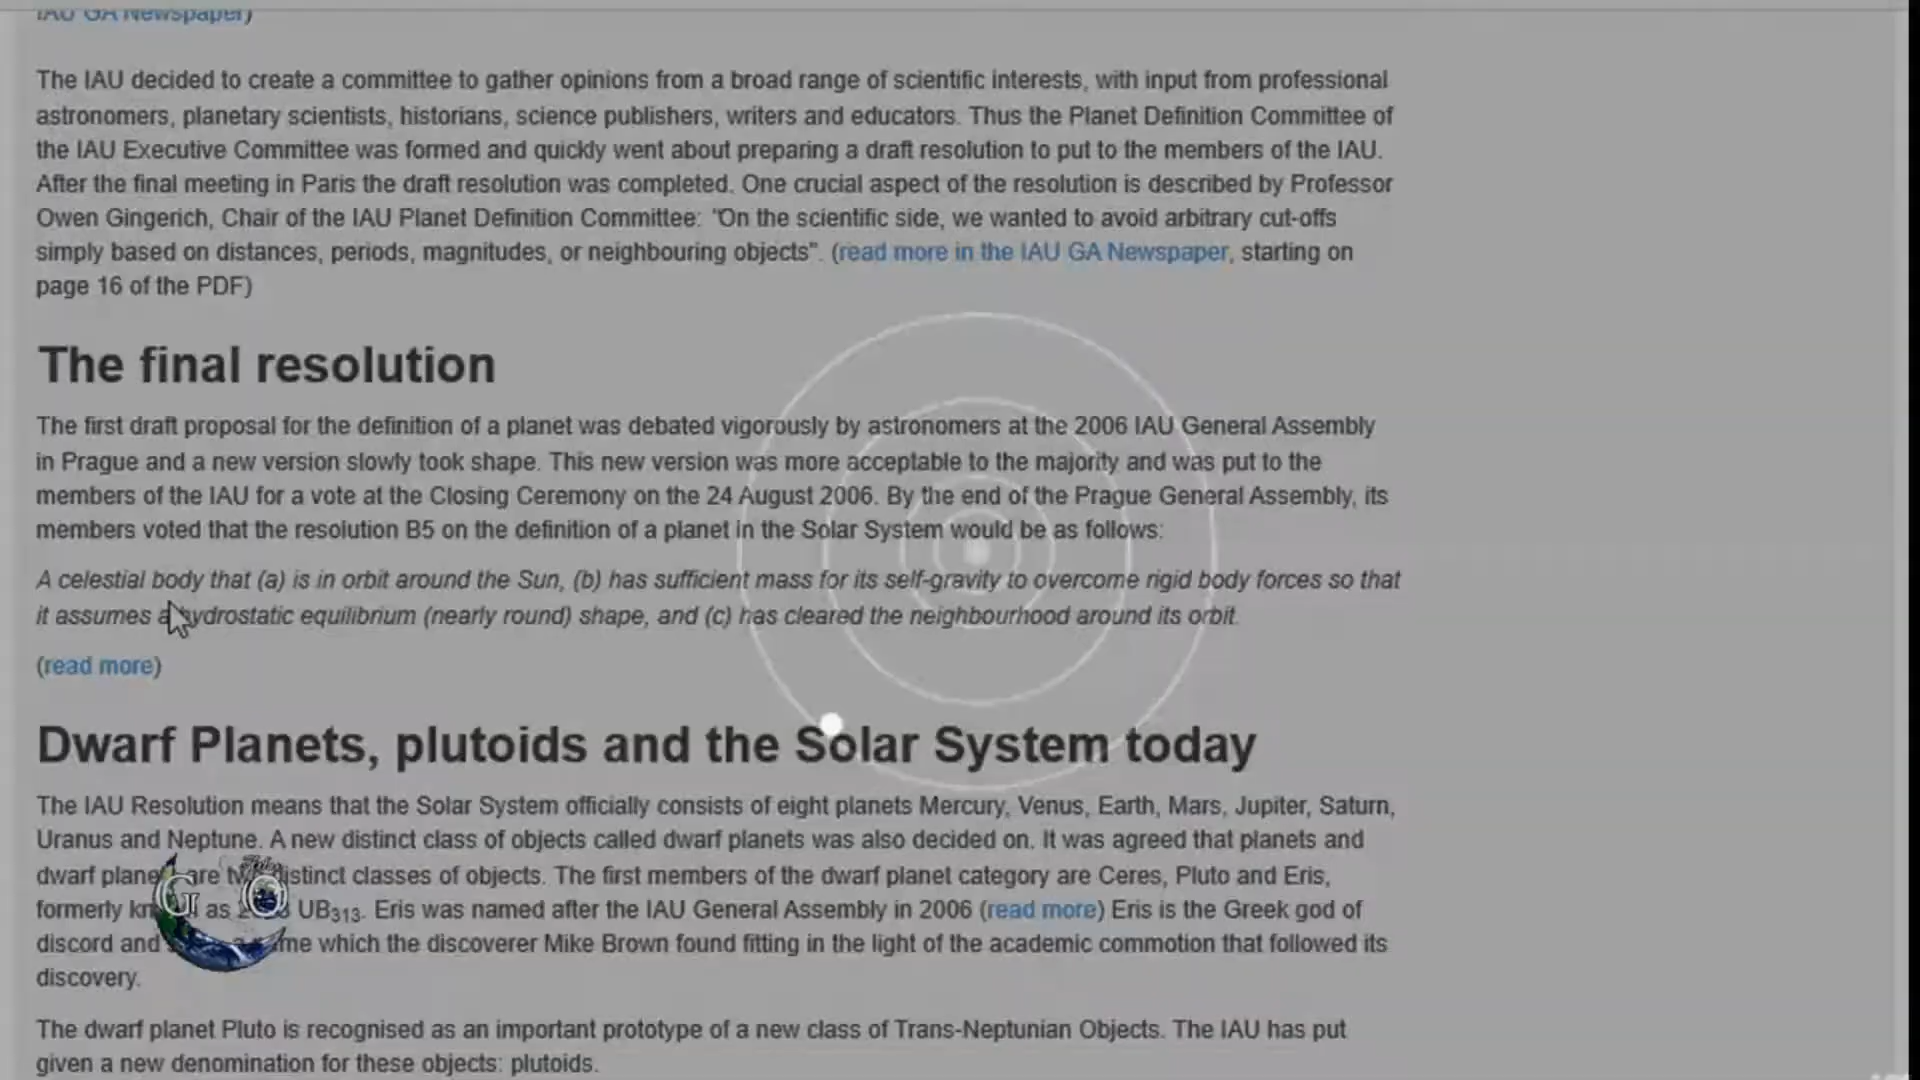 IAU GA Newspaper)
The IAU decided to create a committee to gather opinions from a broad range of scientific interests, with input from professional
astronomers, planetary scientists, historians, science publishers, writers and educators. Thus the Planet Definition Committee of
the IAU Executive Committee was formed and quickly went about preparing a draft resolution to put to the members of the IAU.
After the final meeting in Paris the draft resolution was completed. One crucial aspect of the resolution is described by Professor
Owen Gingerich, Chair of the IAU Planet Definition Committee: "On the scientific side, we wanted to avoid arbitrary cut-offs
simply based on distances, periods, magnitudes, or neighbouring objects". (read more in the IAU GA Newspaper, starting on
page 16 of the PDF)
The final resolution
The first draft proposal for the definition of a planet was debated vigorously by astronomers at the 2006 IAU General Assembly
in Prague and a new version slowly took shape. This new version was more acceptable to the majority and was put to the
members of the IAU for a vote at the Closing Ceremony on the 24 August 2006. By the end of the Prague General Assembly, its
members voted that the resolution B5 on the definition of a planet in the Solar System would be as follows:
A celestial body that (a) is in orbit around the Sun, (b) has sufficient mass for its self-gravity to overcome rigid body forces so that
it assumes a hydrostatic equilibrium (nearly round) shape, and (c) has cleared the neighbourhood around its orbit.
(read more)
Dwarf Planets, plutoids and the Solar System today
The IAU Resolution means that the Solar System officially consists of eight planets Mercury, Venus, Earth, Mars, Jupiter, Saturn,
Uranus and Neptune. A new distinct class of objects called dwarf planets was also decided on. It was agreed that planets and
dwarf planets are two distinct classes of objects. The first members of the dwarf planet category are Ceres, Pluto and Eris,
formerly known as UB313. Eris was named after the IAU General Assembly in 2006 (read more) Eris is the Greek god of
discord and which the discoverer Mike Brown found fitting in the light of the academic commotion that followed its
discovery.
The dwarf planet Pluto is recognised as an important prototype of a new class of Trans-Neptunian Objects. The IAU has put
given a new denomination for these objects: plutoids.
G O